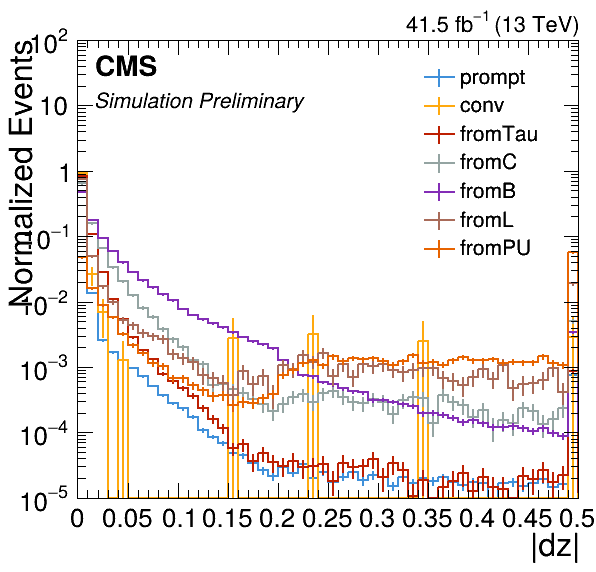 41.5 fb⁻¹ (13 TeV)
CMS
Simulation Preliminary
prompt
conv
fromTau
fromC
fromB
fromL
fromPU
Normalized Events
10²
10
1
10⁻¹
10⁻²
10⁻³
10⁻⁴
10⁻⁵
0 0.05 0.1 0.15 0.2 0.25 0.3 0.35 0.4 0.45 0.5
|dz|